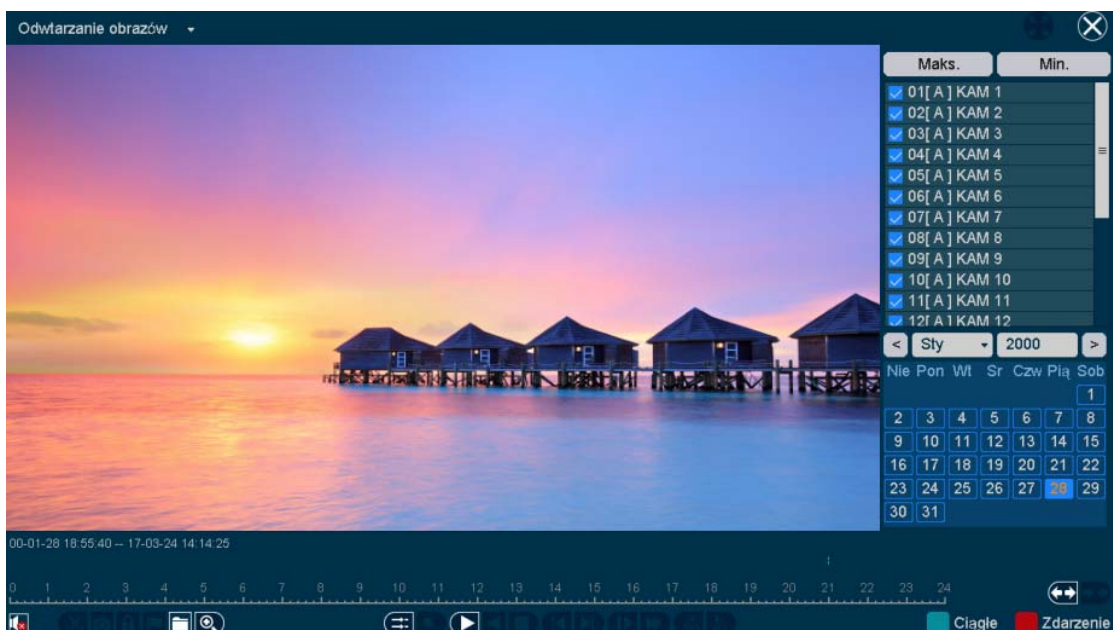 Odwtarzanie obrazów
Maks. Min.
01[ A ] KAM 1
02[ A ] KAM 2
03[ A ] KAM 3
04[ A ] KAM 4
05[ A ] KAM 5
06[ A ] KAM 6
07[ A ] KAM 7
08[ A ] KAM 8
09[ A ] KAM 9
10[ A ] KAM 10
11[ A ] KAM 11
12[ A ] KAM 12
< Sty 2000 >
Nie Pon Wt Sr Czw Pią Sob
1
2 3 4 5 6 7 8
9 10 11 12 13 14 15
16 17 18 19 20 21 22
23 24 25 26 27 28 29
30 31
00-01-28 18:55:40 -- 17-03-24 14:14:25
0 1 2 3 4 5 6 7 8 9 10 11 12 13 14 15 16 17 18 19 20 21 22 23 24
Ciągłe Zdarzenie